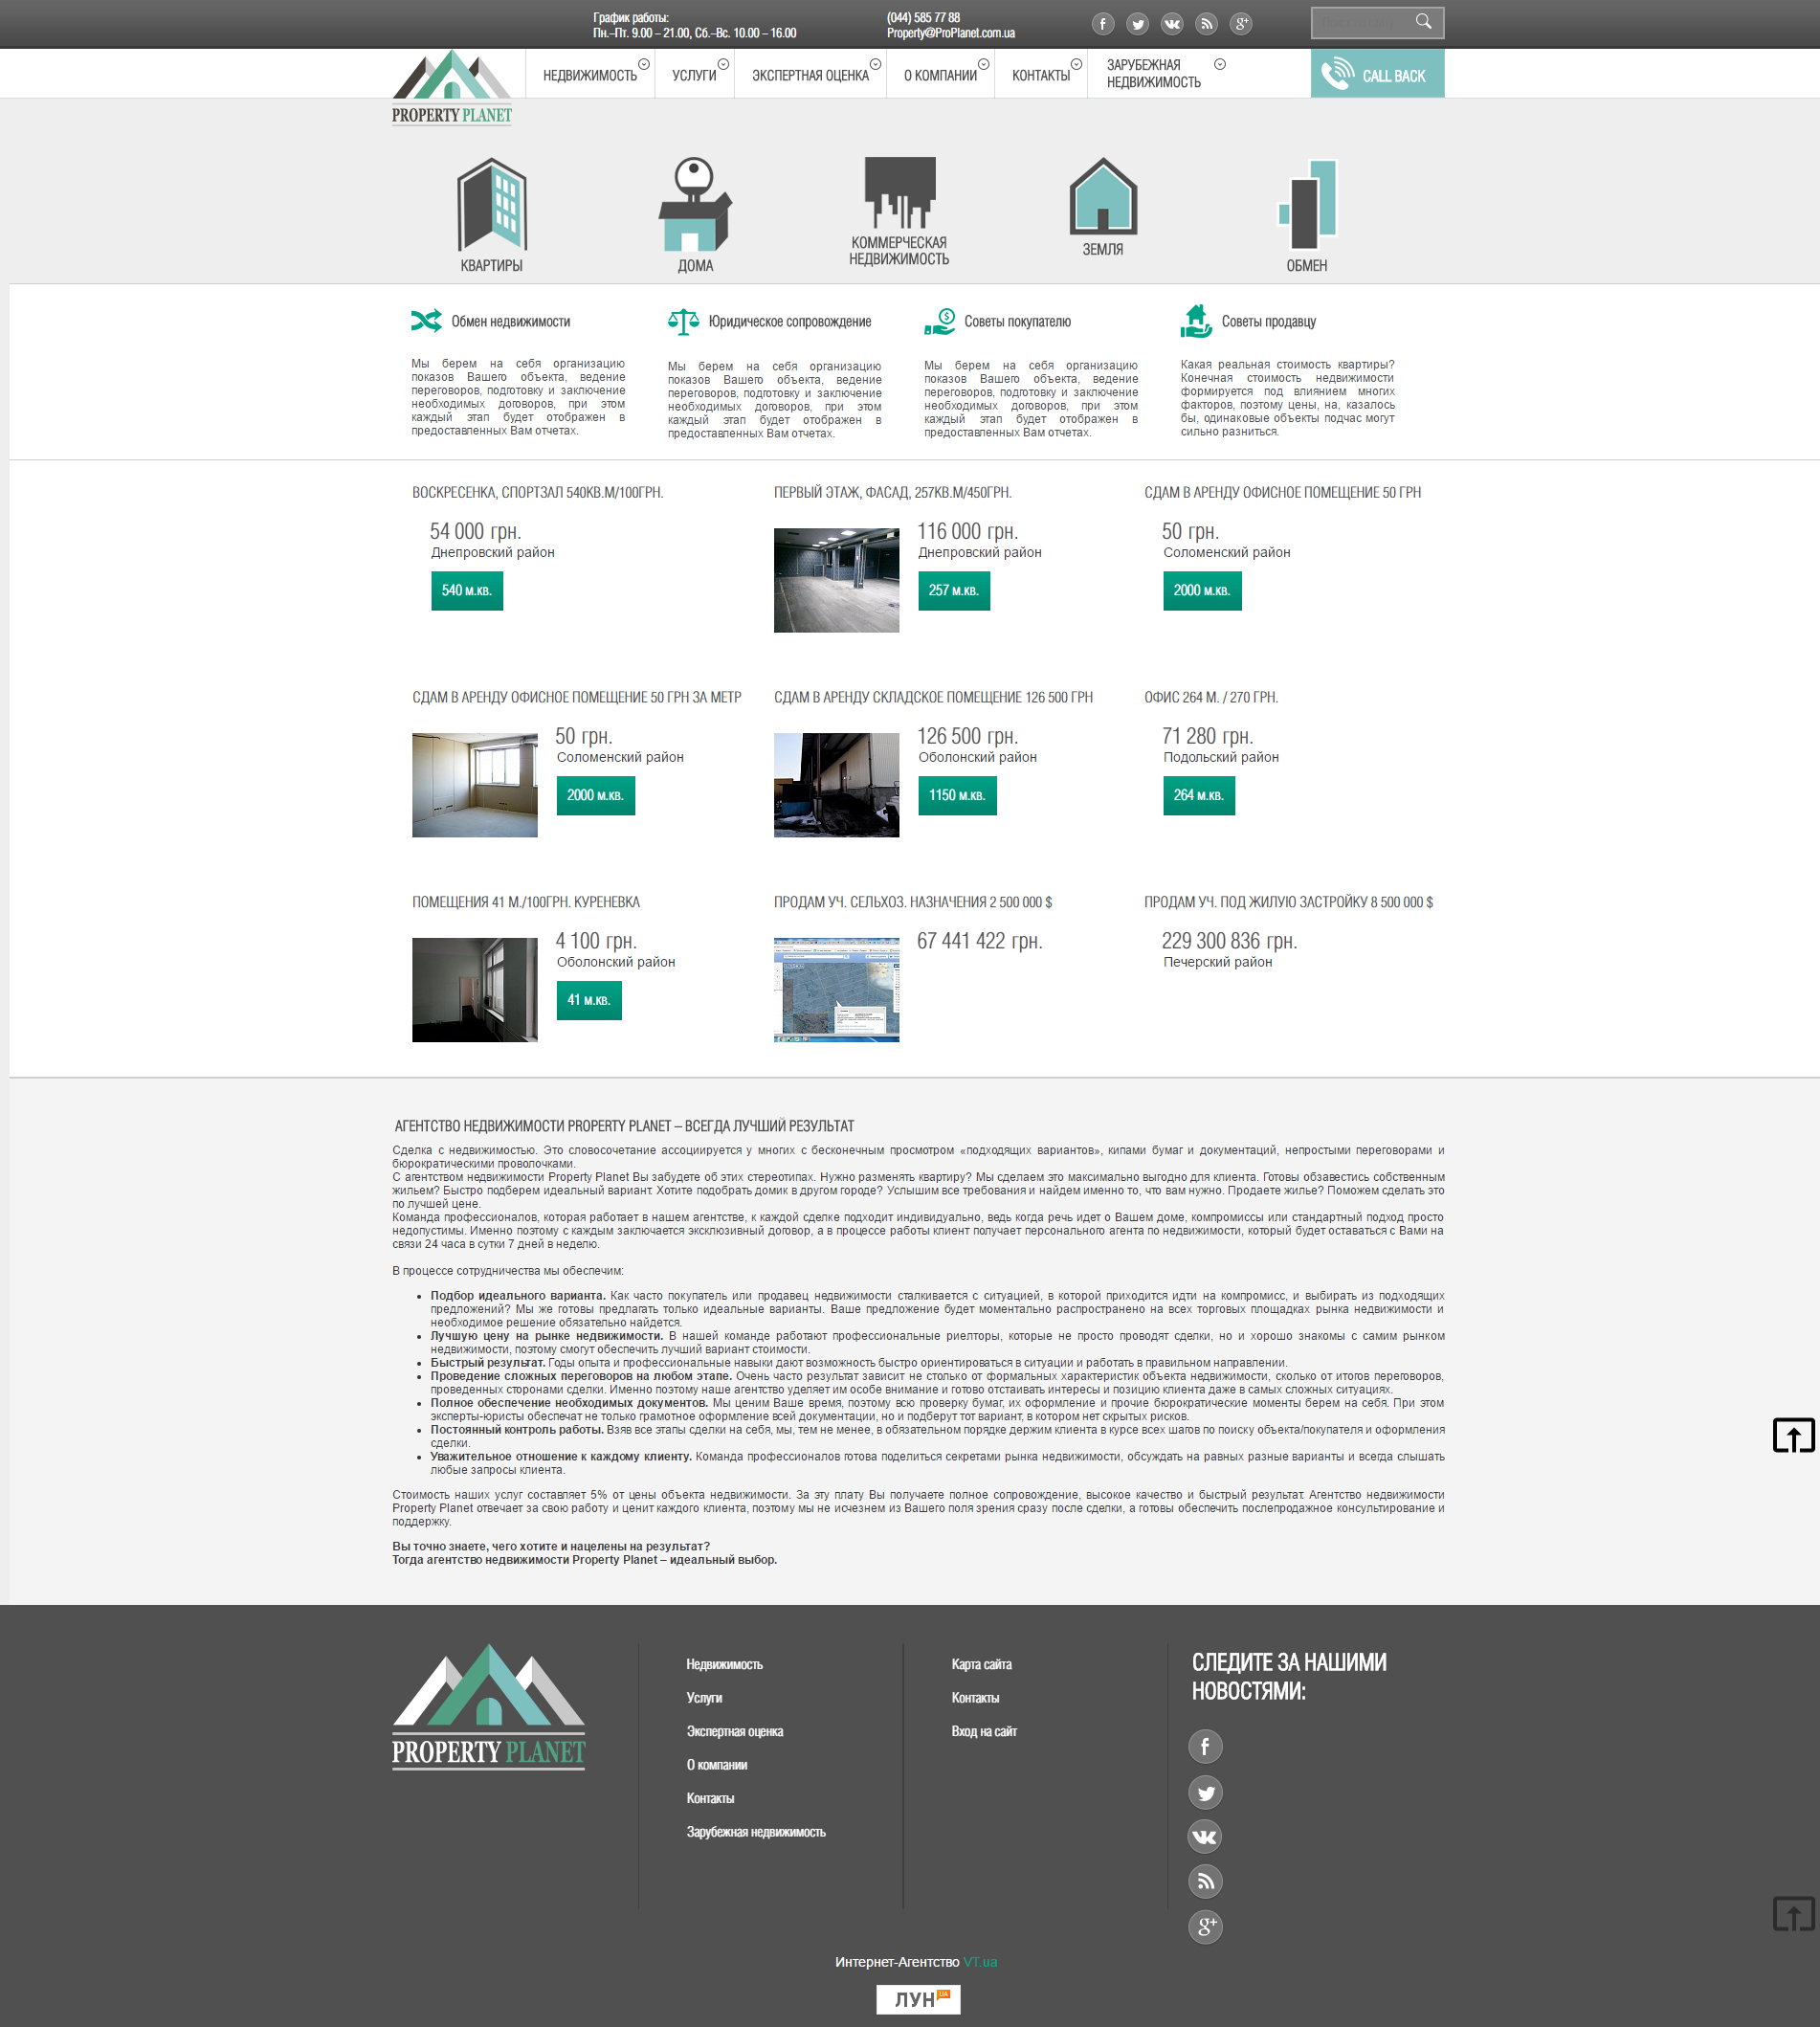 График работы:
Пн.–Пт. 9.00 – 21.00, Сб.–Вс. 10.00 – 16.00
(044) 585 77 88
Property@ProPlanet.com.ua
PROPERTY PLANET
НЕДВИЖИМОСТЬ
УСЛУГИ
ЭКСПЕРТНАЯ ОЦЕНКА
О КОМПАНИИ
КОНТАКТЫ
ЗАРУБЕЖНАЯ
НЕДВИЖИМОСТЬ
CALL BACK
КВАРТИРЫ
ДОМА
КОММЕРЧЕСКАЯ
НЕДВИЖИМОСТЬ
ЗЕМЛЯ
ОБМЕН
Обмен недвижимости
Мы берем на себя организацию
показов Вашего объекта, ведение
переговоров, подготовку и заключение
необходимых договоров, при этом
каждый этап будет отображен в
предоставленных Вам отчетах.
Юридическое сопровождение
Мы берем на себя организацию
показов Вашего объекта, ведение
переговоров, подготовку и заключение
необходимых договоров, при этом
каждый этап будет отображен в
предоставленных Вам отчетах.
Советы покупателю
Мы берем на себя организацию
показов Вашего объекта, ведение
переговоров, подготовку и заключение
необходимых договоров, при этом
каждый этап будет отображен в
предоставленных Вам отчетах.
Советы продавцу
Какая реальная стоимость квартиры?
Конечная стоимость недвижимости
формируется под влиянием многих
факторов, поэтому цены, на, казалось
бы, одинаковые объекты подчас могут
сильно разниться.
ВОСКРЕСЕНКА, СПОРТЗАЛ 540КВ.М/100ГРН.
54 000 грн.
Днепровский район
540 м.кв.
ПЕРВЫЙ ЭТАЖ, ФАСАД, 257КВ.М/450ГРН.
116 000 грн.
Днепровский район
257 м.кв.
СДАМ В АРЕНДУ ОФИСНОЕ ПОМЕЩЕНИЕ 50 ГРН
50 грн.
Соломенский район
2000 м.кв.
СДАМ В АРЕНДУ ОФИСНОЕ ПОМЕЩЕНИЕ 50 ГРН ЗА МЕТР
50 грн.
Соломенский район
2000 м.кв.
СДАМ В АРЕНДУ СКЛАДСКОЕ ПОМЕЩЕНИЕ 126 500 ГРН
126 500 грн.
Оболонский район
1150 м.кв.
ОФИС 264 М. / 270 ГРН.
71 280 грн.
Подольский район
264 м.кв.
ПОМЕЩЕНИЯ 41 М./100ГРН. КУРЕНЕВКА
4 100 грн.
Оболонский район
41 м.кв.
ПРОДАМ УЧ. СЕЛЬХОЗ. НАЗНАЧЕНИЯ 2 500 000 $
67 441 422 грн.
ПРОДАМ УЧ. ПОД ЖИЛУЮ ЗАСТРОЙКУ 8 500 000 $
229 300 836 грн.
Печерский район
АГЕНТСТВО НЕДВИЖИМОСТИ PROPERTY PLANET – ВСЕГДА ЛУЧШИЙ РЕЗУЛЬТАТ
Сделка с недвижимостью. Это словосочетание ассоциируется у многих с бесконечным просмотром «подходящих вариантов», кипами бумаг и документаций, непростыми переговорами и
бюрократическими проволочками.
С агентством недвижимости Property Planet Вы забудете об этих стереотипах. Нужно разменять квартиру? Мы сделаем это максимально выгодно для клиента. Готовы обзавестись собственным
жильем? Быстро подберем идеальный вариант. Хотите подобрать домик в другом городе? Услышим все требования и найдем именно то, что вам нужно. Продаете жилье? Поможем сделать это
по лучшей цене.
Команда профессионалов, которая работает в нашем агентстве, к каждой сделке подходит индивидуально, ведь когда речь идет о Вашем доме, компромиссы или стандартный подход просто
недопустимы. Именно поэтому с каждым заключается эксклюзивный договор, а в процессе работы клиент получает персонального агента по недвижимости, который будет оставаться с Вами на
связи 24 часа в сутки 7 дней в неделю.
В процессе сотрудничества мы обеспечим:
• Подбор идеального варианта. Как часто покупатель или продавец недвижимости сталкивается с ситуацией, в которой приходится идти на компромисс, и выбирать из подходящих
предложений? Мы же готовы предлагать только идеальные варианты. Ваше предложение будет моментально распространено на всех торговых площадках рынка недвижимости и
необходимое решение обязательно найдется.
• Лучшую цену на рынке недвижимости. В нашей команде работают профессиональные риелторы, которые не просто проводят сделки, но и хорошо знакомы с самим рынком
недвижимости, поэтому смогут обеспечить лучший вариант стоимости.
• Быстрый результат. Годы опыта и профессиональные навыки дают возможность быстро ориентироваться в ситуации и работать в правильном направлении.
• Проведение сложных переговоров на любом этапе. Очень часто результат зависит не столько от формальных характеристик объекта недвижимости, сколько от итогов переговоров,
проведенных сторонами сделки. Именно поэтому наше агентство уделяет им особе внимание и готово отстаивать интересы и позицию клиента даже в самых сложных ситуациях.
• Полное обеспечение необходимых документов. Мы ценим Ваше время, поэтому всю проверку бумаг, их оформление и прочие бюрократические моменты берем на себя. При этом
эксперты-юристы обеспечат не только грамотное оформление всей документации, но и подберут тот вариант, в котором нет скрытых рисков.
• Постоянный контроль работы. Взяв все этапы сделки на себя, мы, тем не менее, в обязательном порядке держим клиента в курсе всех шагов по поиску объекта/покупателя и оформления
сделки.
• Уважительное отношение к каждому клиенту. Команда профессионалов готова поделиться секретами рынка недвижимости, обсуждать на равных разные варианты и всегда слышать
любые запросы клиента.
Стоимость наших услуг составляет 5% от цены объекта недвижимости. За эту плату Вы получаете полное сопровождение, высокое качество и быстрый результат. Агентство недвижимости
Property Planet отвечает за свою работу и ценит каждого клиента, поэтому мы не исчезнем из Вашего поля зрения сразу после сделки, а готовы обеспечить послепродажное консультирование и
поддержку.
Вы точно знаете, чего хотите и нацелены на результат?
Тогда агентство недвижимости Property Planet – идеальный выбор.
PROPERTY PLANET
Недвижимость
Услуги
Экспертная оценка
О компании
Контакты
Зарубежная недвижимость
Карта сайта
Контакты
Вход на сайт
СЛЕДИТЕ ЗА НАШИМИ
НОВОСТЯМИ:
Интернет-Агентство VT.ua
ЛУН UA